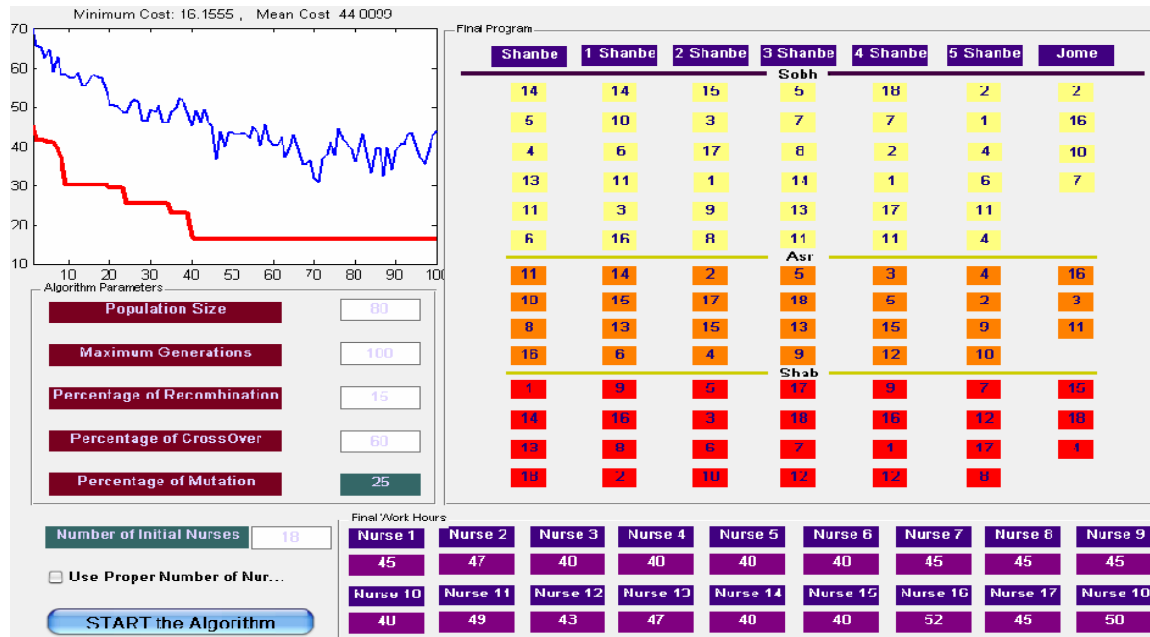 Minimum Cost: 16.1555 , Mean Cost 44.0099
70
60
50
40
30
20
10
10 20 30 40 50 60 70 80 90 100
Final Program
Shanbe 1 Shanbe 2 Shanbe 3 Shanbe 4 Shanbe 5 Shanbe Jome
Sobh
14 14 15 5 18 2 2
5 10 3 7 7 1 16
4 6 17 8 2 4 10
13 11 1 14 1 6 7
11 3 9 13 17 11
6 16 8 11 11 4
Asr
11 14 2 5 3 4 16
10 15 17 18 5 2 3
8 13 15 13 15 9 11
16 6 4 9 12 10
Shab
1 9 5 17 9 7 15
14 16 3 18 16 12 18
13 8 6 7 1 17
18 2 10 12 12 8
Algorithm Parameters
Population Size 80
Maximum Generations 100
Percentage of Recombination 15
Percentage of CrossOver 60
Percentage of Mutation 25
Number of Initial Nurses 18
Use Proper Number of Nur...
START the Algorithm
Final Work Hours
Nurse 1 Nurse 2 Nurse 3 Nurse 4 Nurse 5 Nurse 6 Nurse 7 Nurse 8 Nurse 9
45 47 40 40 40 40 45 45 45
Nurse 10 Nurse 11 Nurse 12 Nurse 13 Nurse 14 Nurse 15 Nurse 16 Nurse 17 Nurse
40 49 43 47 40 40 52 45 50